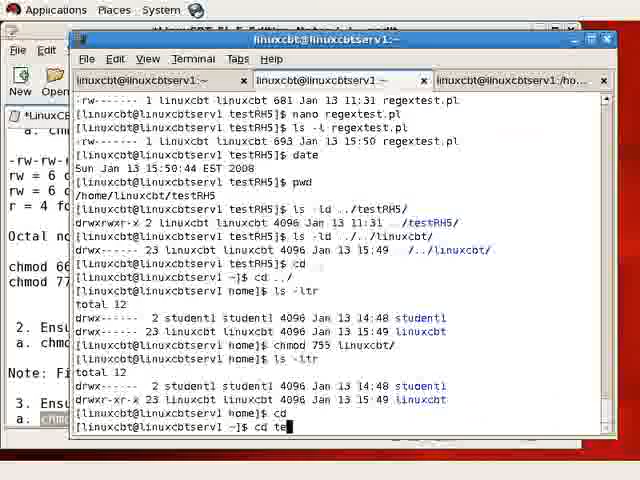 Applications Places System
linuxcbt@linuxcbtserv1:~
File Edit
File Edit View Terminal Tabs Help
linuxcbt@linuxcbtserv1:~ linuxcbt@linuxcbtserv1:~ linuxcbt@linuxcbtserv1:/ho...
New Open
-rw------- 1 linuxcbt linuxcbt 681 Jan 13 11:31 regextest.pl
[linuxcbt@linuxcbtserv1 testRH5]$ nano regextest.pl
[linuxcbt@linuxcbtserv1 testRH5]$ ls -l regextest.pl
-rw------- 1 linuxcbt linuxcbt 693 Jan 13 15:50 regextest.pl
[linuxcbt@linuxcbtserv1 testRH5]$ date
Sun Jan 13 15:50:44 EST 2008
[linuxcbt@linuxcbtserv1 testRH5]$ pwd
/home/linuxcbt/testRH5
[linuxcbt@linuxcbtserv1 testRH5]$ ls -ld ../testRH5/
drwxrwxr-x 2 linuxcbt linuxcbt 4096 Jan 13 11:31 ../testRH5/
[linuxcbt@linuxcbtserv1 testRH5]$ ls -ld ../../linuxcbt/
drwx------ 23 linuxcbt linuxcbt 4096 Jan 13 15:49 ../../linuxcbt/
[linuxcbt@linuxcbtserv1 testRH5]$ cd
[linuxcbt@linuxcbtserv1 ~]$ cd ../
[linuxcbt@linuxcbtserv1 home]$ ls -ltr
total 12
drwx------ 2 student1 student1 4096 Jan 13 14:48 student1
drwx------ 23 linuxcbt linuxcbt 4096 Jan 13 15:49 linuxcbt
[linuxcbt@linuxcbtserv1 home]$ chmod 755 linuxcbt/
[linuxcbt@linuxcbtserv1 home]$ ls -ltr
total 12
drwx------ 2 student1 student1 4096 Jan 13 14:48 student1
drwxr-xr-x 23 linuxcbt linuxcbt 4096 Jan 13 15:49 linuxcbt
[linuxcbt@linuxcbtserv1 home]$ cd
[linuxcbt@linuxcbtserv1 ~]$ cd te
*LinuxC
a. chm
-rw-rw-r
rw = 6 o
rw = 6 o
r = 4 fo
Octal no
chmod 66
chmod 77
2. Ensu
a. chmo
Note: Fi
3. Ensu
a. chmo